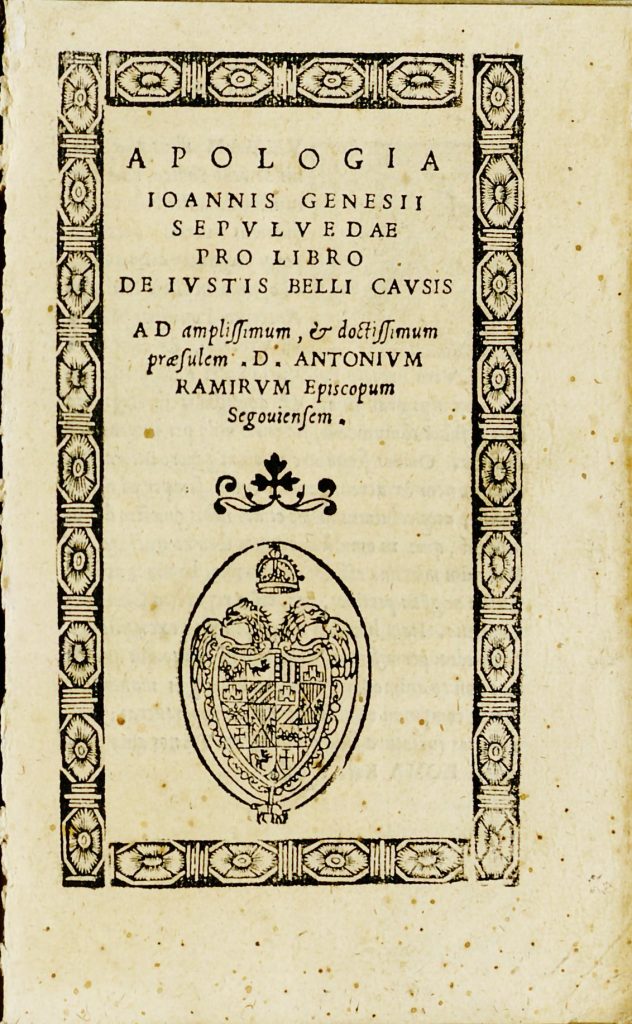 APOLOGIA
IOANNIS GENESII
SEPVLVEDAE
PRO LIBRO
DE IVSTIS BELLI CAVSIS
AD ampliſſimum, & doctiſſimum
præſulem .D. ANTONIVM
RAMIRVM Epiſcopum
Segouienſem.